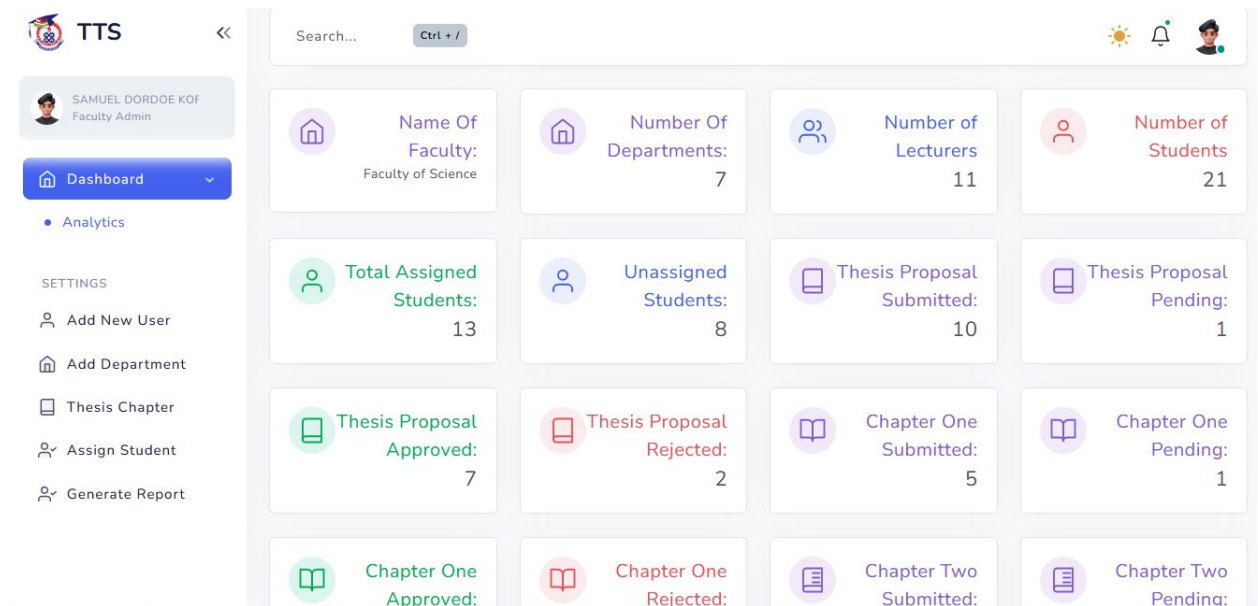 TTS
SAMUEL DORDOE KOF
Faculty Admin
Dashboard
Analytics
SETTINGS
Add New User
Add Department
Thesis Chapter
Assign Student
Generate Report
Search...
Ctrl + /
Name Of
Faculty:
Faculty of Science
Number Of
Departments:
7
Number of
Lecturers
11
Number of
Students
21
Total Assigned
Students:
13
Unassigned
Students:
8
Thesis Proposal
Submitted:
10
Thesis Proposal
Pending:
1
Thesis Proposal
Approved:
7
Thesis Proposal
Rejected:
2
Chapter One
Submitted:
5
Chapter One
Pending:
1
Chapter One
Approved:
Chapter One
Rejected:
Chapter Two
Submitted:
Chapter Two
Pending: